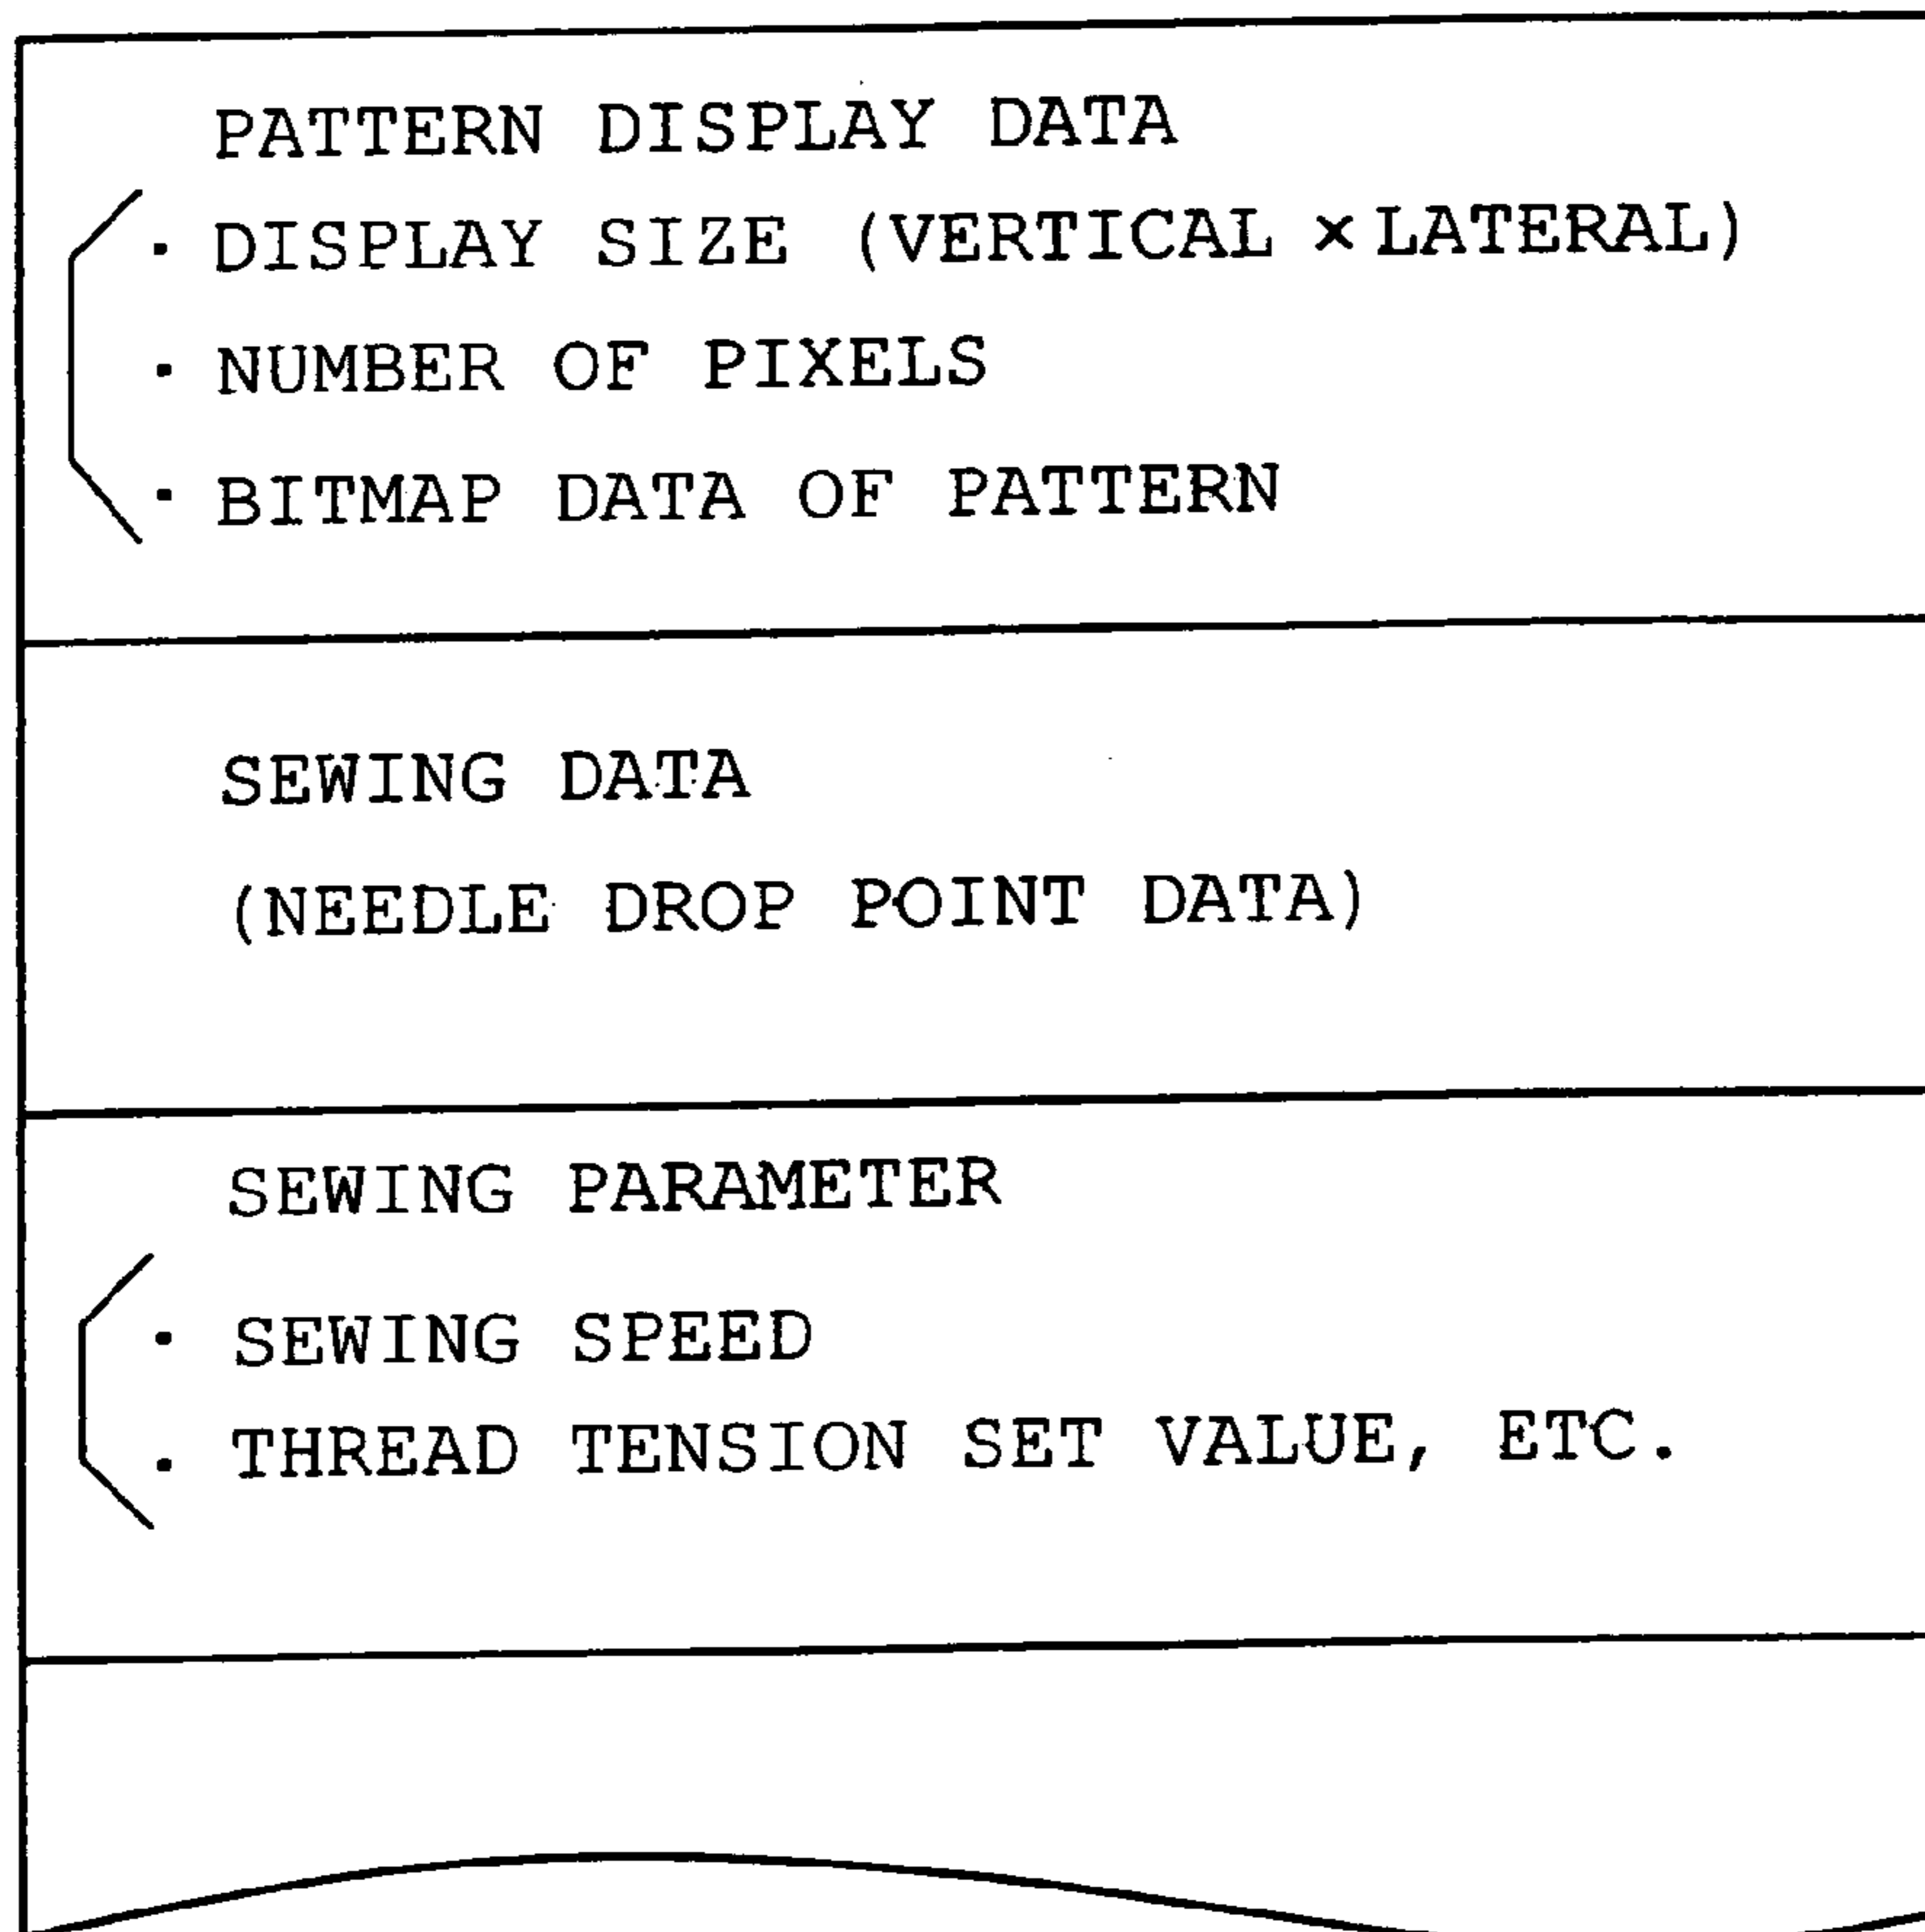 PATTERN DISPLAY DATA
· DISPLAY SIZE (VERTICAL × LATERAL)
· NUMBER OF PIXELS
· BITMAP DATA OF PATTERN
SEWING DATA
(NEEDLE DROP POINT DATA)
SEWING PARAMETER
· SEWING SPEED
· THREAD TENSION SET VALUE, ETC.